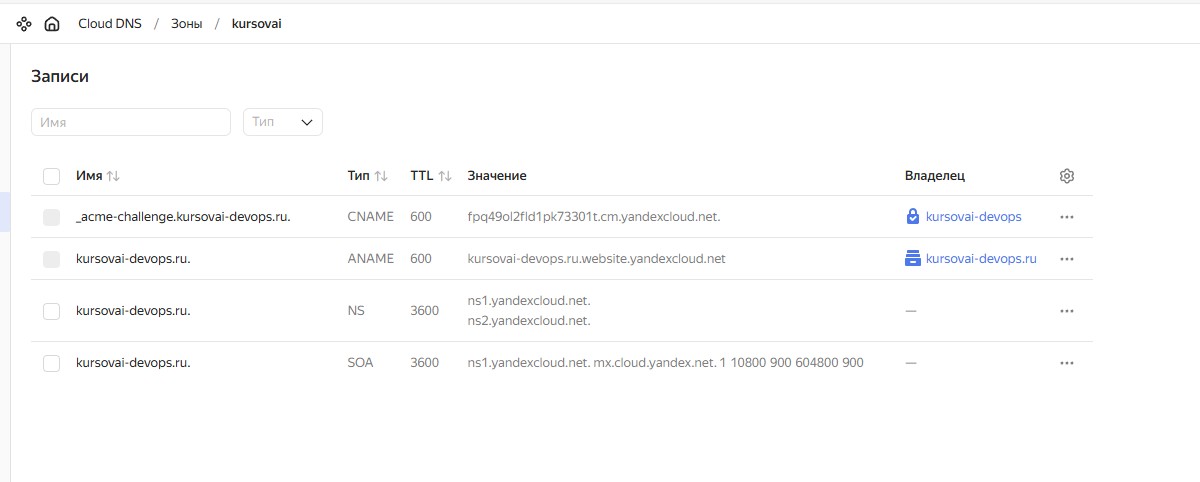 Cloud DNS / Зоны / kursovai
Записи
Имя Тип
Имя Тип TTL Значение Владелец
_acme-challenge.kursovai-devops.ru. CNAME 600 fpq49ol2fld1pk73301t.cm.yandexcloud.net. kursovai-devops
kursovai-devops.ru. ANAME 600 kursovai-devops.ru.website.yandexcloud.net kursovai-devops.ru
kursovai-devops.ru. NS 3600 ns1.yandexcloud.net. —
ns2.yandexcloud.net.
kursovai-devops.ru. SOA 3600 ns1.yandexcloud.net. mx.cloud.yandex.net. 1 10800 900 604800 900 —